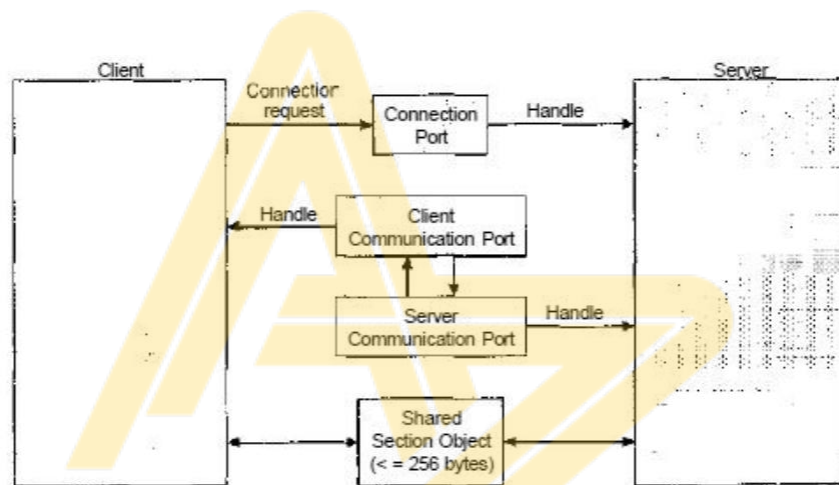 Client
Server
Connection
request
Connection
Port
Handle
Handle
Client
Communication Port
Server
Communication Port
Handle
Shared
Section Object
(< = 256 bytes)